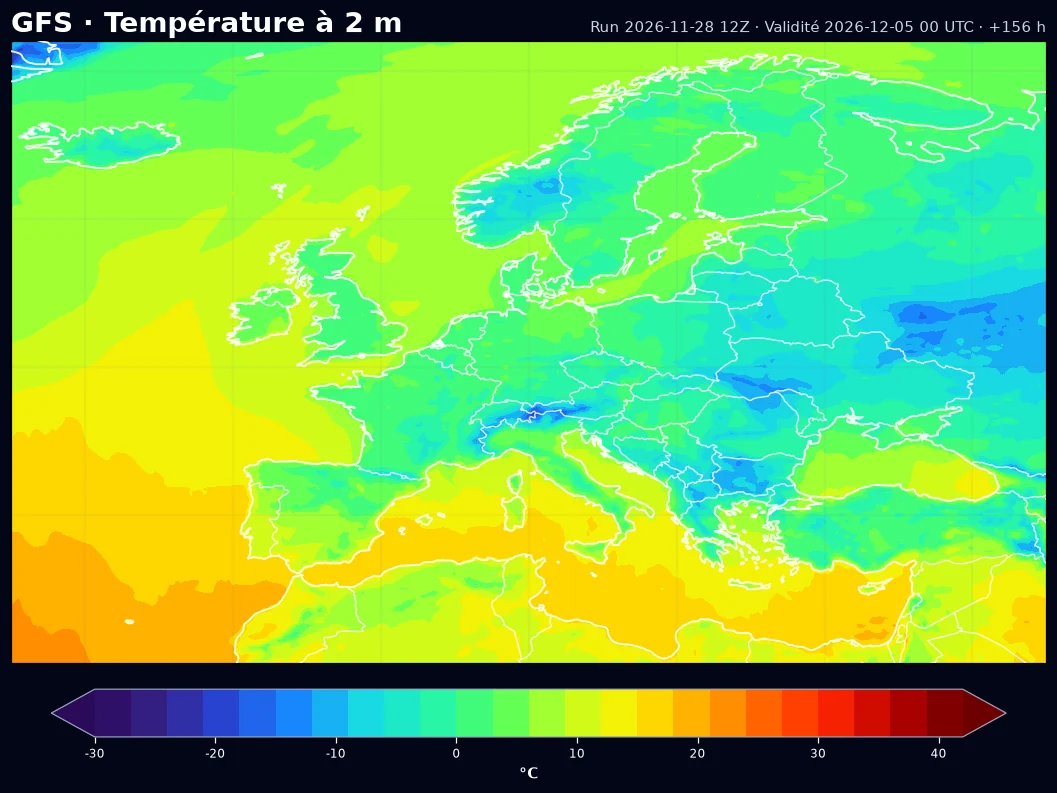 GFS · Température à 2 m
Run 2026-11-28 12Z · Validité 2026-12-05 00 UTC · +156 h
-30 -20 -10 0 10 20 30 40
°C